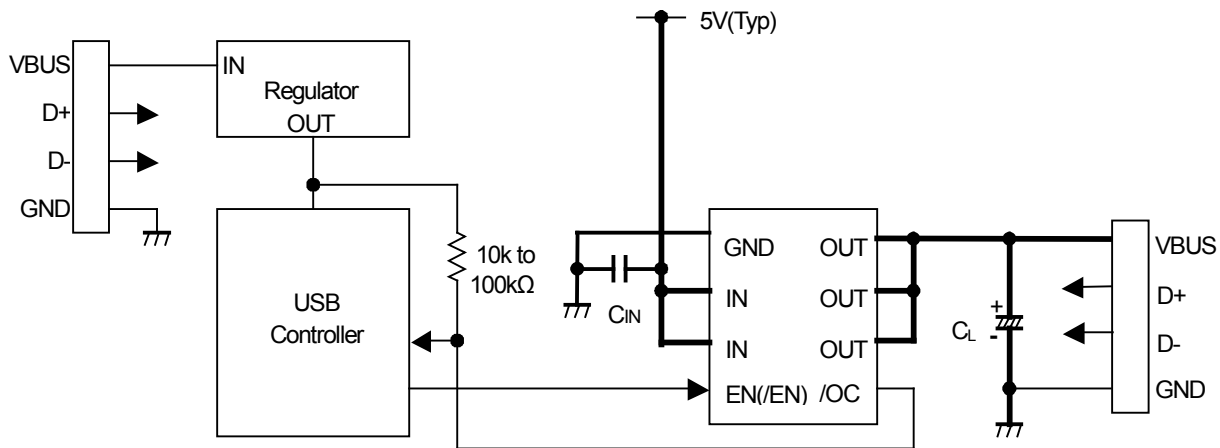 5V(Typ)
VBUS
D+
D-
GND
IN
Regulator
OUT
10k to
100kΩ
USB
Controller
CIN
GND
IN
IN
EN(/EN)
OUT
OUT
OUT
/OC
+
CL
-
VBUS
D+
D-
GND